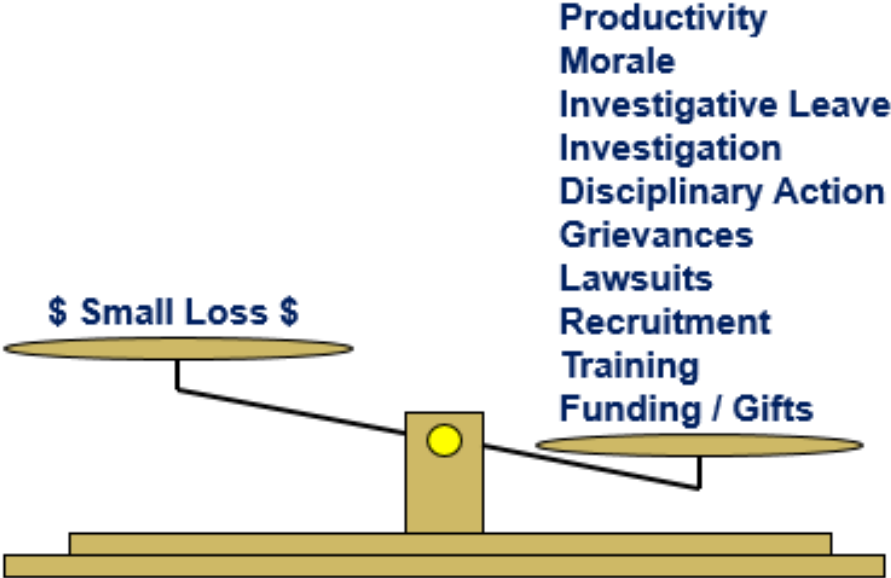 Productivity
Morale
Investigative Leave
Investigation
Disciplinary Action
Grievances
Lawsuits
Recruitment
Training
Funding / Gifts
$ Small Loss $